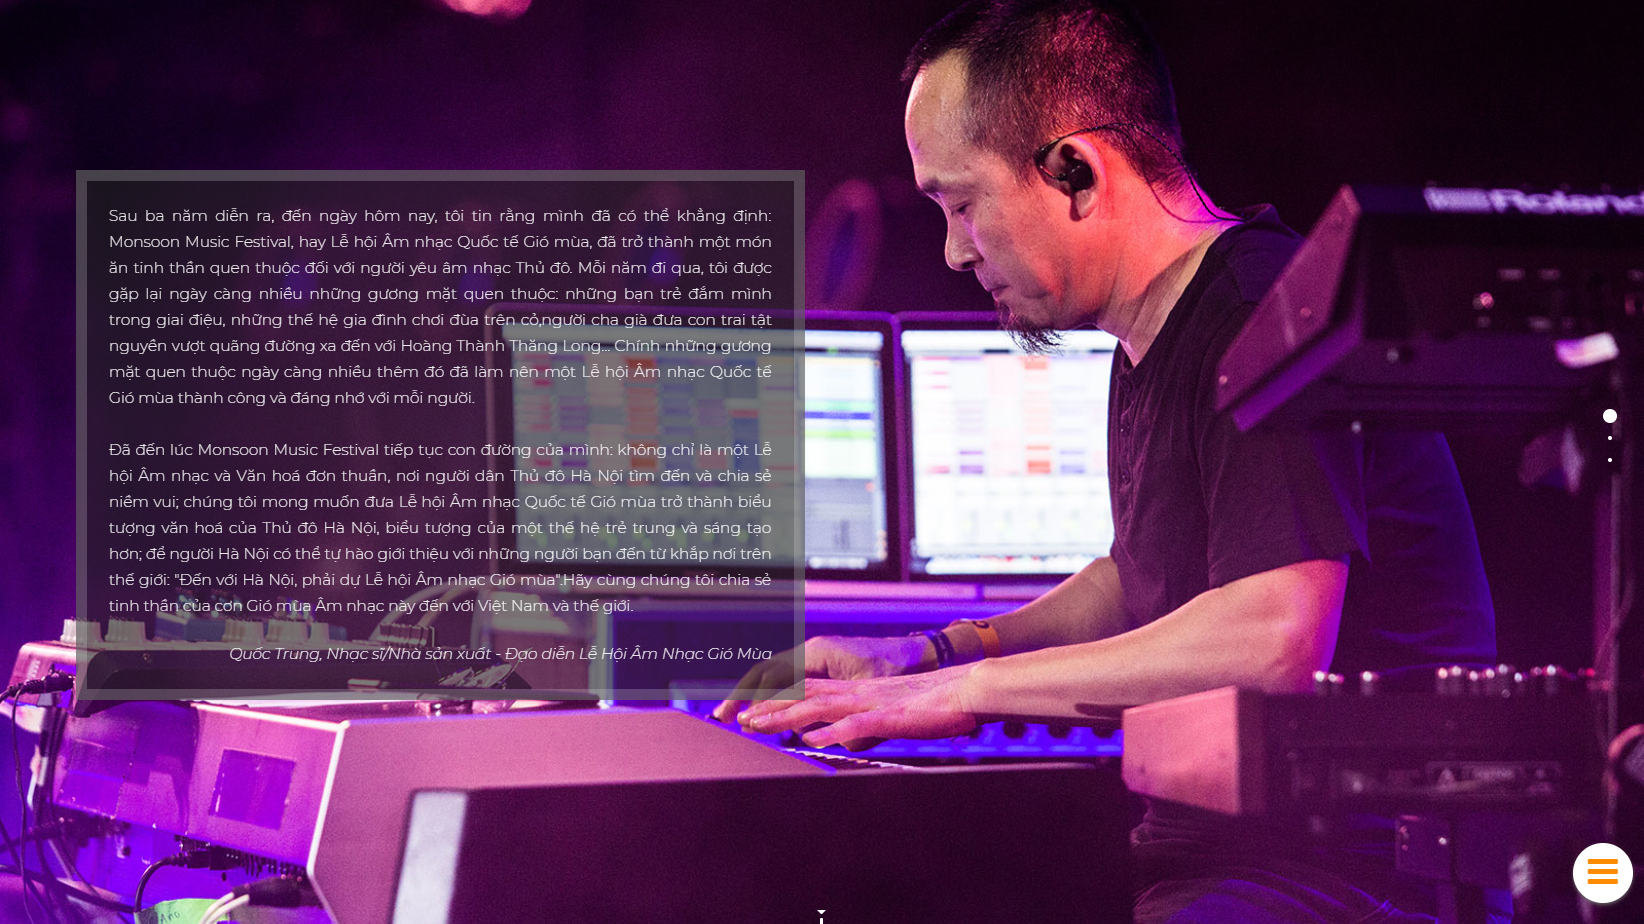 Sau ba năm diễn ra, đến ngày hôm nay, tôi tin rằng mình đã có thể khẳng định:
Monsoon Music Festival, hay Lễ hội Âm nhạc Quốc tế Gió mùa, đã trở thành một món
ăn tinh thần quen thuộc đối với người yêu âm nhạc Thủ đô. Mỗi năm đi qua, tôi được
gặp lại ngày càng nhiều những gương mặt quen thuộc: những bạn trẻ đắm mình
trong giai điệu, những thế hệ gia đình chơi đùa trên cỏ,người cha già đưa con trai tật
nguyền vượt quãng đường xa đến với Hoàng Thành Thăng Long... Chính những gương
mặt quen thuộc ngày càng nhiều thêm đó đã làm nên một Lễ hội Âm nhạc Quốc tế
Gió mùa thành công và đáng nhớ với mỗi người.
Đã đến lúc Monsoon Music Festival tiếp tục con đường của mình: không chỉ là một Lễ
hội Âm nhạc và Văn hoá đơn thuần, nơi người dân Thủ đô Hà Nội tìm đến và chia sẻ
niềm vui; chúng tôi mong muốn đưa Lễ hội Âm nhạc Quốc tế Gió mùa trở thành biểu
tượng văn hoá của Thủ đô Hà Nội, biểu tượng của một thế hệ trẻ trung và sáng tạo
hơn; để người Hà Nội có thể tự hào giới thiệu với những người bạn đến từ khắp nơi trên
thế giới: "Đến với Hà Nội, phải dự Lễ hội Âm nhạc Gió mùa".Hãy cùng chúng tôi chia sẻ
tinh thần của cơn Gió mùa Âm nhạc này đến với Việt Nam và thế giới.
Quốc Trung, Nhạc sĩ/Nhà sản xuất - Đạo diễn Lễ Hội Âm Nhạc Gió Mùa
Roland